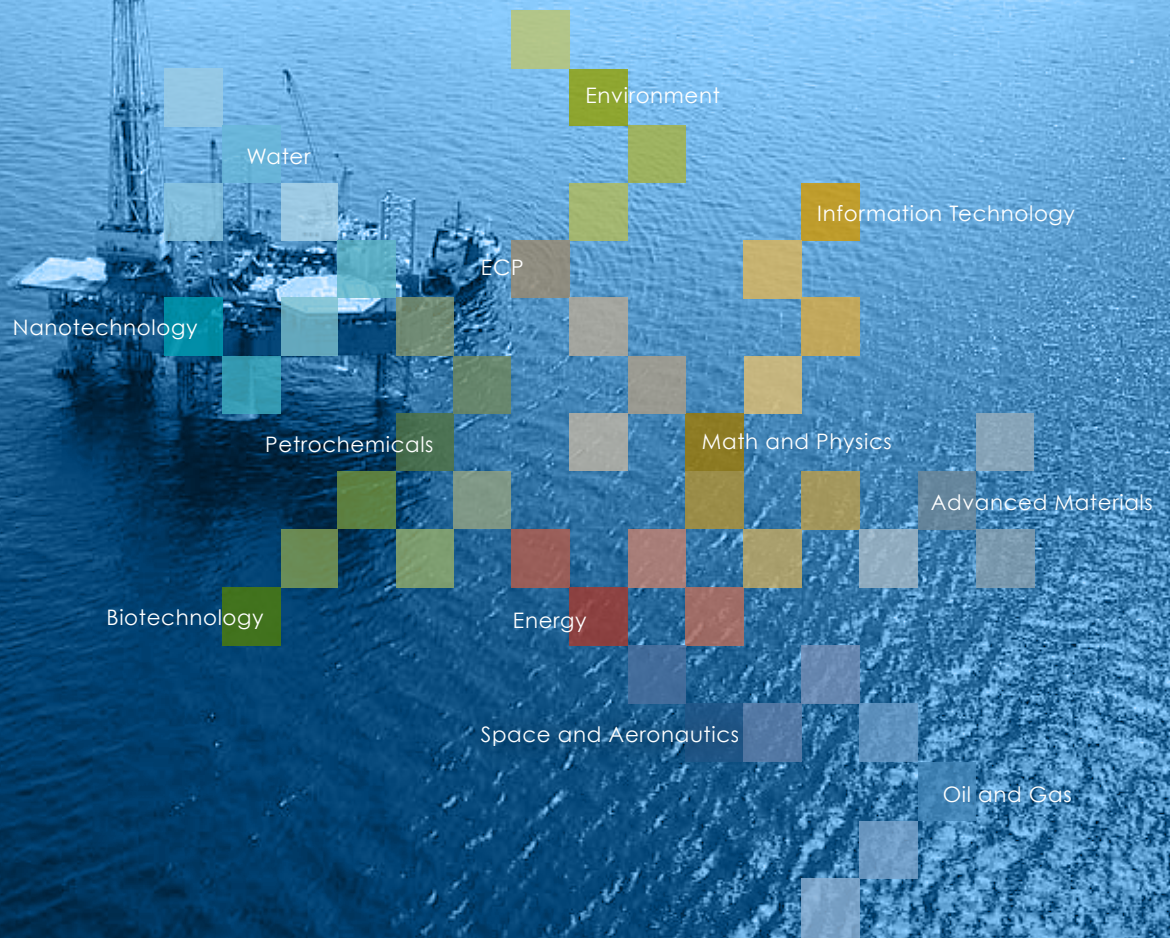 Environment
Water
Information Technology
ECP
Nanotechnology
Math and Physics
Petrochemicals
Advanced Materials
Biotechnology
Energy
Space and Aeronautics
Oil and Gas